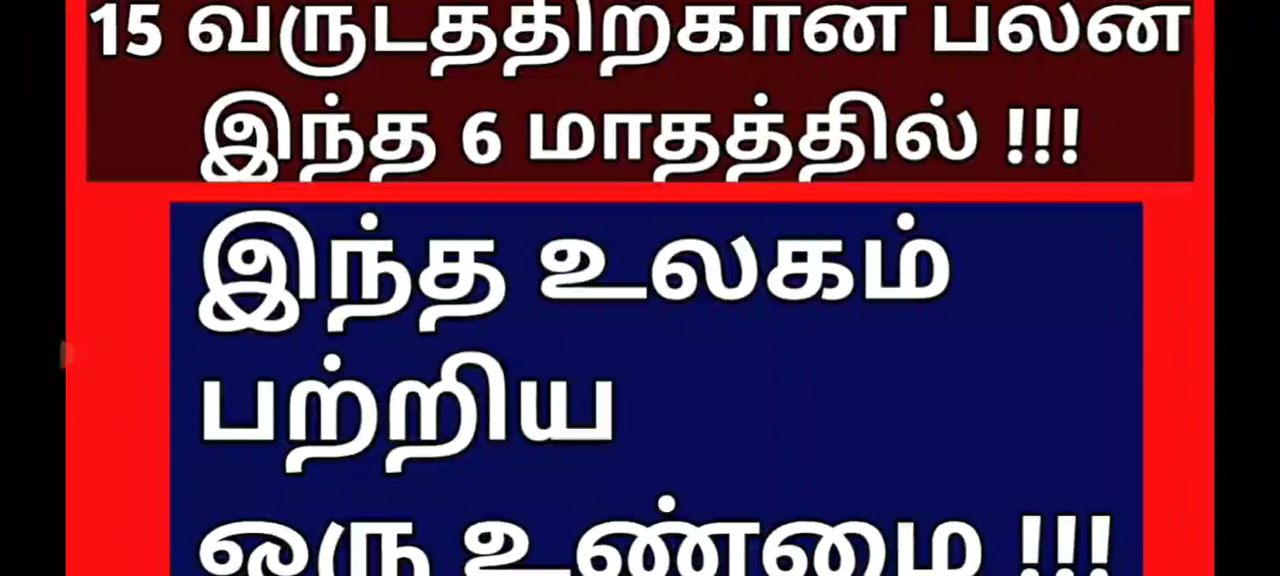 15 வருடத்திற்கான பலன்
இந்த 6 மாதத்தில் !!!
இந்த உலகம்
பற்றிய
ஒரு உண்மை !!!